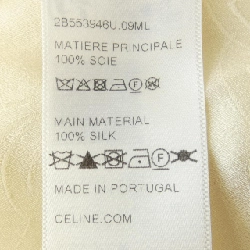 2B553946U.09ML
MATIERE PRINCIPALE
100% SOIE
MAIN MATERIAL
100% SILK
MADE IN PORTUGAL
CELINE.COM